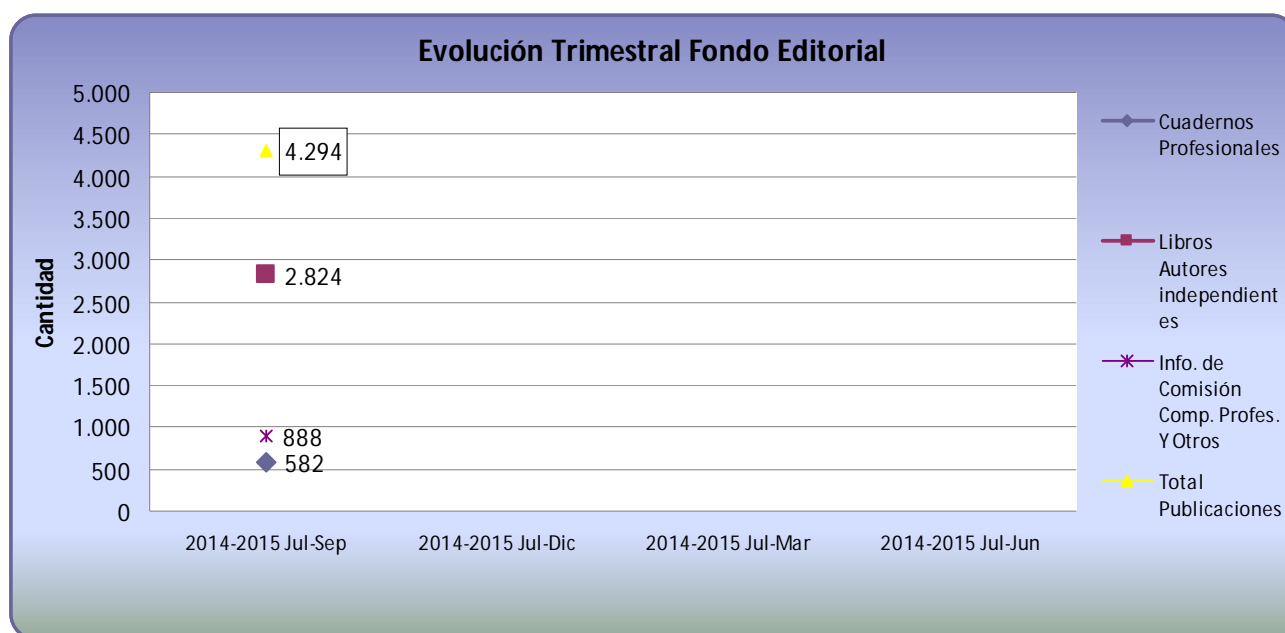 Evolución Trimestral Fondo Editorial
5.000
4.500
4.000
3.500
3.000
2.500
2.000
1.500
1.000
500
0
Cantidad
4.294
2.824
888
582
2014-2015 Jul-Sep
2014-2015 Jul-Dic
2014-2015 Jul-Mar
2014-2015 Jul-Jun
Cuadernos
Profesionales
Libros
Autores
independient
es
Info. de
Comisión
Comp. Profes.
Y Otros
Total
Publicaciones